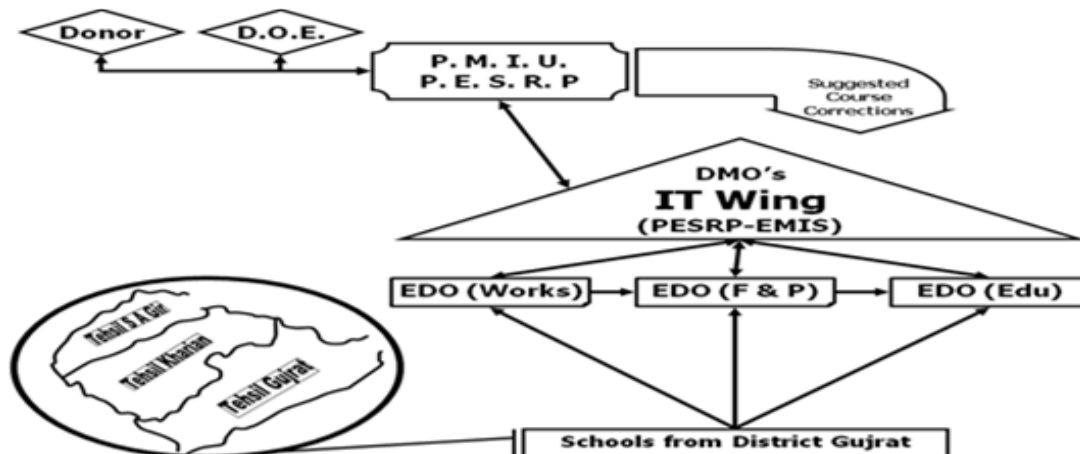 Donor
D.O.E.
P. M. I. U.
P. E. S. R. P
Suggested
Course
Corrections
DMO's
IT Wing
(PESRP-EMIS)
EDO (Works)
EDO (F & P)
EDO (Edu)
Tehsil S A Gir
Tehsil Kharian
Tehsil Gujrat
Schools from District Gujrat